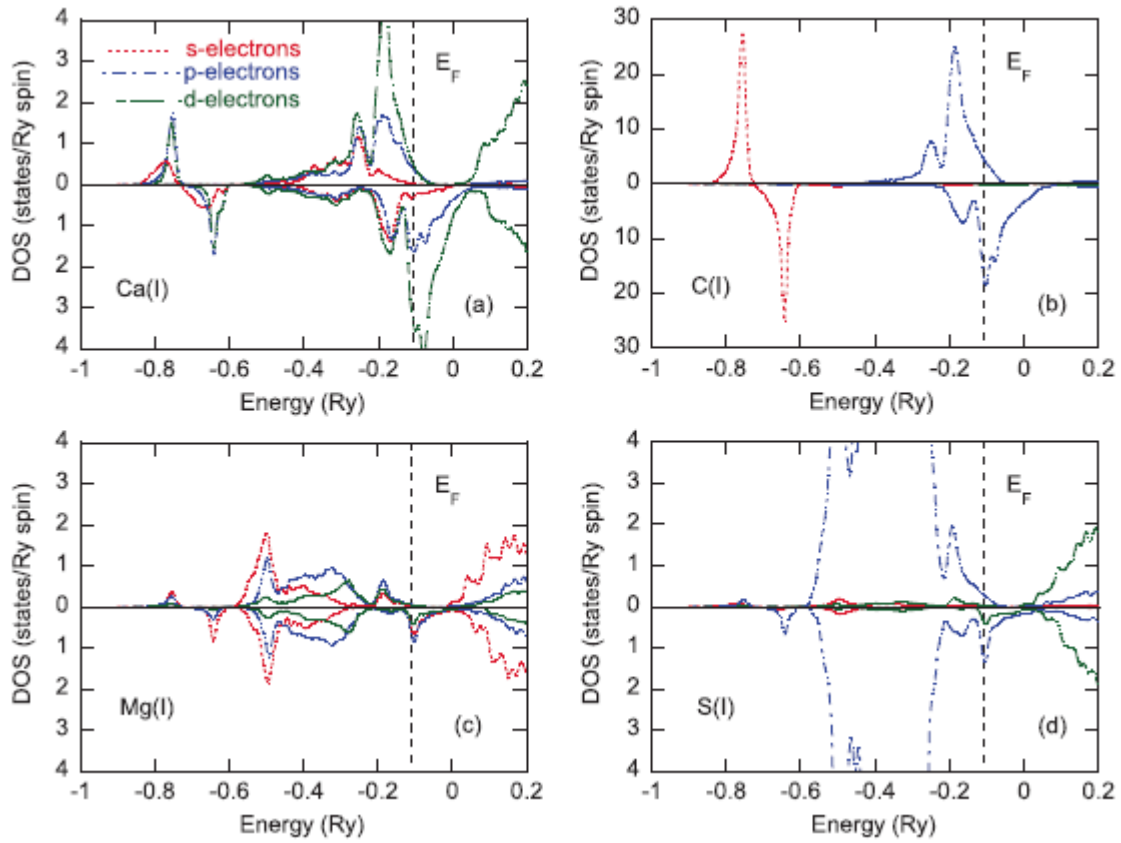 4
3
2
1
0
1
2
3
4
DOS (states/Ry spin)
s-electrons
p-electrons
d-electrons
E_F
Ca(I)
(a)
-1 -0.8 -0.6 -0.4 -0.2 0 0.2
Energy (Ry)
30
20
10
0
10
20
30
DOS (states/Ry spin)
E_F
C(I)
(b)
-1 -0.8 -0.6 -0.4 -0.2 0 0.2
Energy (Ry)
4
3
2
1
0
1
2
3
4
DOS (states/Ry spin)
E_F
Mg(I)
(c)
-1 -0.8 -0.6 -0.4 -0.2 0 0.2
Energy (Ry)
4
3
2
1
0
1
2
3
4
DOS (states/Ry spin)
E_F
S(I)
(d)
-1 -0.8 -0.6 -0.4 -0.2 0 0.2
Energy (Ry)